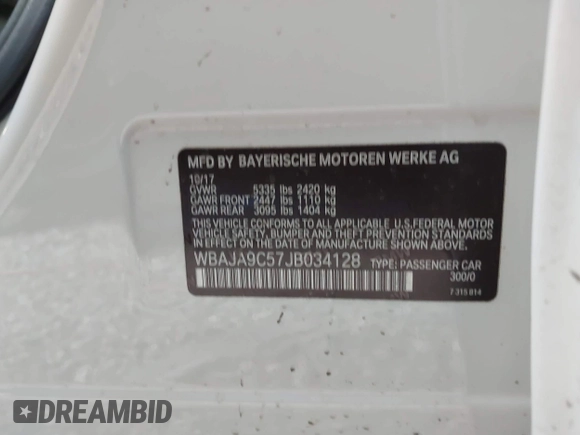 MFD BY BAYERISCHE MOTOREN WERKE AG
10/17
GVWR 5335 lbs 2420 kg
GAWR FRONT 2447 lbs 1110 kg
GAWR REAR 3095 lbs 1404 kg
THIS VEHICLE CONFORMS TO ALL APPLICABLE U.S.FEDERAL MOTOR
VEHICLE SAFETY, BUMPER AND THEFT PREVENTION STANDARDS
IN EFFECT ON THE DATE OF MANUFACTURE SHOWN ABOVE.
WBAJA9C57JB034128 TYPE: PASSENGER CAR
300/0
7 315 814
DREAMBID